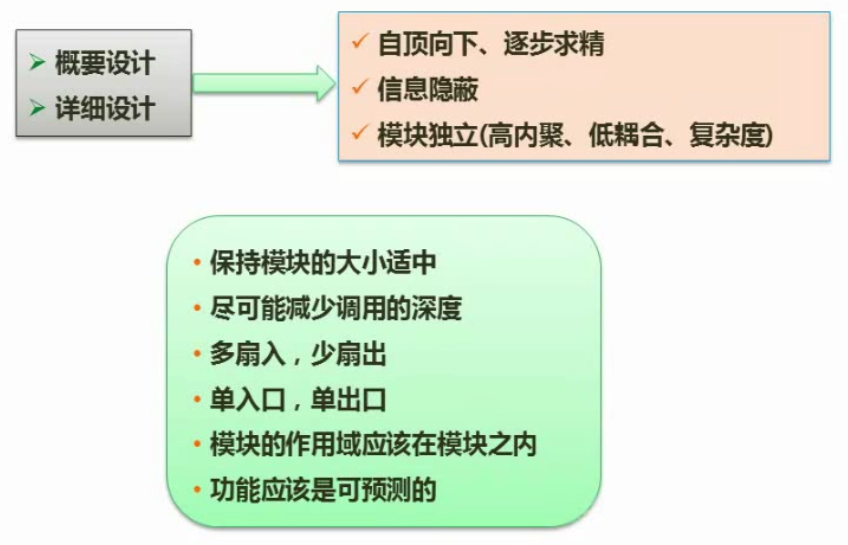 概要设计
详细设计
自顶向下、逐步求精
信息隐蔽
模块独立(高内聚、低耦合、复杂度)
保持模块的大小适中
尽可能减少调用的深度
多扇入，少扇出
单入口，单出口
模块的作用域应该在模块之内
功能应该是可预测的